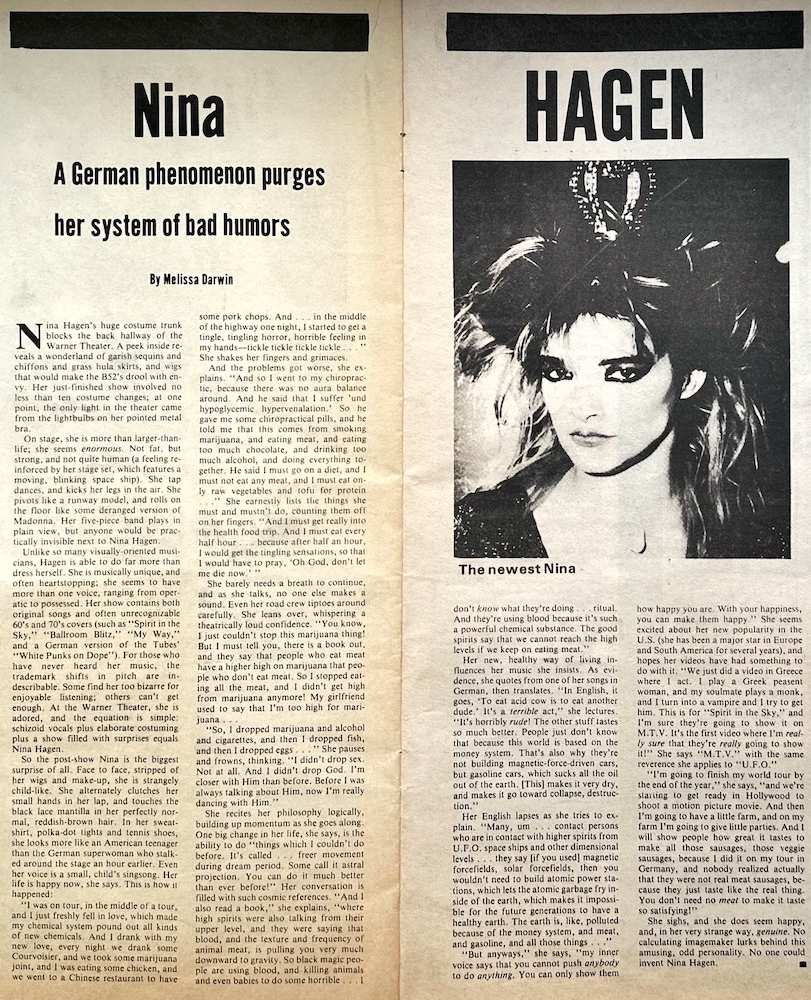 Nina
A German phenomenon purges
her system of bad humors
By Melissa Darwin
Nina Hagen's huge costume trunk
blocks the back hallway of the
Warner Theater. A peek inside re-
veals a wonderland of garish sequins and
chiffons and grass hula skirts, and wigs
that would make the B52's drool with en-
vy. Her just-finished show involved no
less than ten costume changes; at one
point, the only light in the theater came
from the lightbulbs on her pointed metal
bra.
On stage, she is more than larger-than-
life; she seems enormous. Not fat, but
strong, and not quite human (a feeling re-
inforced by her stage set, which features a
moving, blinking space ship). She tap
dances, and kicks her legs in the air. She
pivots like a runway model, and rolls on
the floor like some deranged version of
Madonna. Her five-piece band plays in
plain view, but anyone would be prac-
tically invisible next to Nina Hagen.
Unlike so many visually-oriented musi-
cians, Hagen is able to do far more than
dress herself. She is musically unique, and
often heartstopping; she seems to have
more than one voice, ranging from oper-
atic to possessed. Her show contains both
original songs and often unrecognizable
60's and 70's covers (such as "Spirit in the
Sky," "Ballroom Blitz," "My Way,"
and a German version of the Tubes'
"White Punks on Dope"). For those who
have never heard her music, the
trademark shifts in pitch are in-
describable. Some find her too bizarre for
enjoyable listening; others can't get
enough. At the Warner Theater, she is
adored, and the equation is simple:
schizoid vocals plus elaborate costuming
plus a show filled with surprises equals
Nina Hagen.
So the post-show Nina is the biggest
surprise of all. Face to face, stripped of
her wigs and make-up, she is strangely
child-like. She alternately clutches her
small hands in her lap, and touches the
black lace mantilla in her perfectly nor-
mal, reddish-brown hair. In her sweat-
shirt, polka-dot tights and tennis shoes,
she looks more like an American teenager
than the German superwoman who stalk-
ed around the stage an hour earlier. Even
her voice is a small, child's singsong. Her
life is happy now, she says. This is how it
happened:
"I was on tour, in the middle of a tour,
and I just freshly fell in love, which made
my chemical system pound out all kinds
of new chemicals. And I drank with my
new love, every night we drank some
Courvoisier, and we took some marijuana
joint, and I was eating some chicken, and
we went to a Chinese restaurant to have
some pork chops. And . . . in the middle
of the highway one night, I started to get a
tingle, tingling horror, horrible feeling in
my hands—tickle tickle tickle tickle . . ."
She shakes her fingers and grimaces.
And the problems got worse, she ex-
plains. "And so I went to my chiroprac-
tic, because there was no aura balance
around. And he said that I suffer 'und
hypoglycemic hypervenalation.' So he
gave me some chiropractical pills, and he
told me that this comes from smoking
marijuana, and eating meat, and eating
too much chocolate, and drinking too
much alcohol, and doing everything to-
gether. He said I must go on a diet, and I
must not eat any meat, and I must eat on-
ly raw vegetables and tofu for protein
. . ." She earnestly lists the things she
must and mustn't do, counting them off
on her fingers. "And I must get really into
the health food trip. And I must eat every
half hour . . . because after half an hour,
I would get the tingling sensations, so that
I would have to pray, 'Oh God, don't let
me die now.' "
She barely needs a breath to continue,
and as she talks, no one else makes a
sound. Even her road crew tiptoes around
carefully. She leans over, whispering a
theatrically loud confidence. "You know,
I just couldn't stop this marijuana thing!
But I must tell you, there is a book out,
and they say that people who eat meat
have a higher high on marijuana that peo-
ple who don't eat meat. So I stopped eat-
ing all the meat, and I didn't get high
from marijuana anymore! My girlfriend
used to say that I'm too high for mari-
juana . . .
"So, I dropped marijuana and alcohol
and cigarettes, and then I dropped fish,
and then I dropped eggs . . . " She pauses
and frowns, thinking. "I didn't drop sex.
Not at all. And I didn't drop God. I'm
closer with Him than before. Before I was
always talking about Him, now I'm really
dancing with Him."
She recites her philosophy logically,
building up momentum as she goes along.
One big change in her life, she says, is the
ability to do "things which I couldn't do
before. It's called . . . freer movement
during dream period. Some call it astral
projection. You can do it much better
than ever before!" Her conversation is
filled with such cosmic references. "And I
also read a book," she explains, "where
high spirits were also talking from their
upper level, and they were saying that
blood, and the texture and frequency of
animal meat, is pulling you very much
downward to gravity. So black magic peo-
ple are using blood, and killing animals
and even babies to do some horrible . . . I
HAGEN
The newest Nina
don't know what they're doing . . . ritual.
And they're using blood because it's such
a powerful chemical substance. The good
spirits say that we cannot reach the high
levels if we keep on eating meat."
Her new, healthy way of living in-
fluences her music she insists. As evi-
dence, she quotes from one of her songs in
German, then translates. "In English, it
goes, 'To eat acid cow is to eat another
dude.' It's a terrible act," she lectures.
"It's horribly rude! The other stuff tastes
so much better. People just don't know
that because this world is based on the
money system. That's also why they're
not building magnetic-force-driven cars,
but gasoline cars, which sucks all the oil
out of the earth. [This] makes it very dry,
and makes it go toward collapse, destruc-
tion."
Her English lapses as she tries to ex-
plain. "Many, um . . . contact persons
who are in contact with higher spirits from
U.F.O. space ships and other dimensional
levels . . . they say [if you used] magnetic
forcefields, solar forcefields, then you
wouldn't need to build atomic power sta-
tions, which lets the atomic garbage fry in-
side of the earth, which makes it impossi-
ble for the future generations to have a
healthy earth. The earth is, like, polluted
because of the money system, and meat,
and gasoline, and all those things . . ."
"But anyways," she says, "my inner
voice says that you cannot push anybody
to do anything. You can only show them
how happy you are. With your happiness,
you can make them happy." She seems
excited about her new popularity in the
U.S. (she has been a major star in Europe
and South America for several years), and
hopes her videos have had something to
do with it. "We just did a video in Greece
where I act. I play a Greek peasent
woman, and my soulmate plays a monk,
and I turn into a vampire and I try to get
him. This is for "Spirit in the Sky," and
I'm sure they're going to show it on
M.T.V. It's the first video where I'm real-
ly sure that they're really going to show
it!" She says "M.T.V." with the same
reverence she applies to "U.F.O."
"I'm going to finish my world tour by
the end of the year," she says, "and we're
starting to get ready in Hollywood to
shoot a motion picture movie. And then
I'm going to have a little farm, and on my
farm I'm going to give little parties. And I
will show people how great it tastes to
make all those sausages, those veggie
sausages, because I did it on my tour in
Germany, and nobody realized actually
that they were not real meat sausages, be-
cause they just taste like the real thing.
You don't need no meat to make it taste
so satisfying!"
She sighs, and she does seem happy,
and, in her very strange way, genuine. No
calculating imagemaker lurks behind this
amusing, odd personality. No one could
invent Nina Hagen.